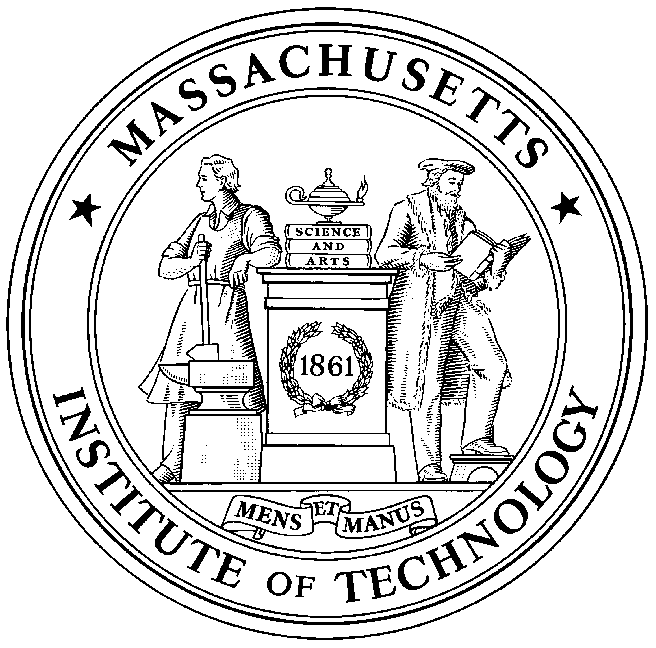 MASSACHUSETTS
SCIENCE
AND
ARTS
1861
MENS ET MANUS
INSTITUTE OF TECHNOLOGY